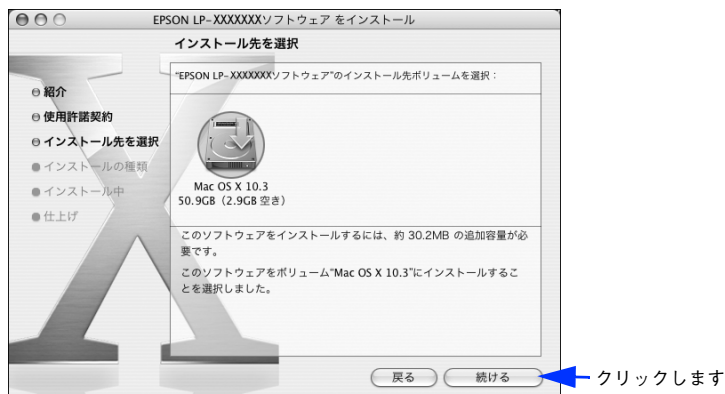 EPSON LP-XXXXXXXソフトウェア をインストール
インストール先を選択
"EPSON LP-XXXXXXXソフトウェア"のインストール先ボリュームを選択：
紹介
使用許諾契約
インストール先を選択
インストールの種類
インストール中
仕上げ
Mac OS X 10.3
50.9GB（2.9GB 空き）
このソフトウェアをインストールするには、約 30.2MB の追加容量が必
要です。
このソフトウェアをボリューム"Mac OS X 10.3"にインストールするこ
とを選択しました。
戻る
続ける
クリックします